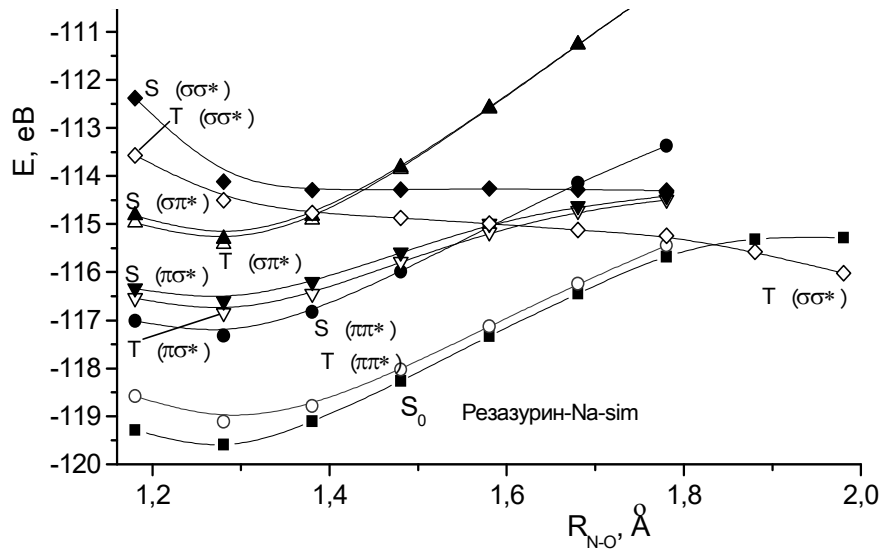 -111
-112
-113
-114
-115
-116
-117
-118
-119
-120
E, eB
S (σσ*)
T (σσ*)
S (σπ*)
T (σπ*)
S (πσ*)
T (πσ*)
S (ππ*)
T (ππ*)
T (σσ*)
S₀
Резазурин-Na-sim
1,2
1,4
1,6
1,8
2,0
R_N-O, Å